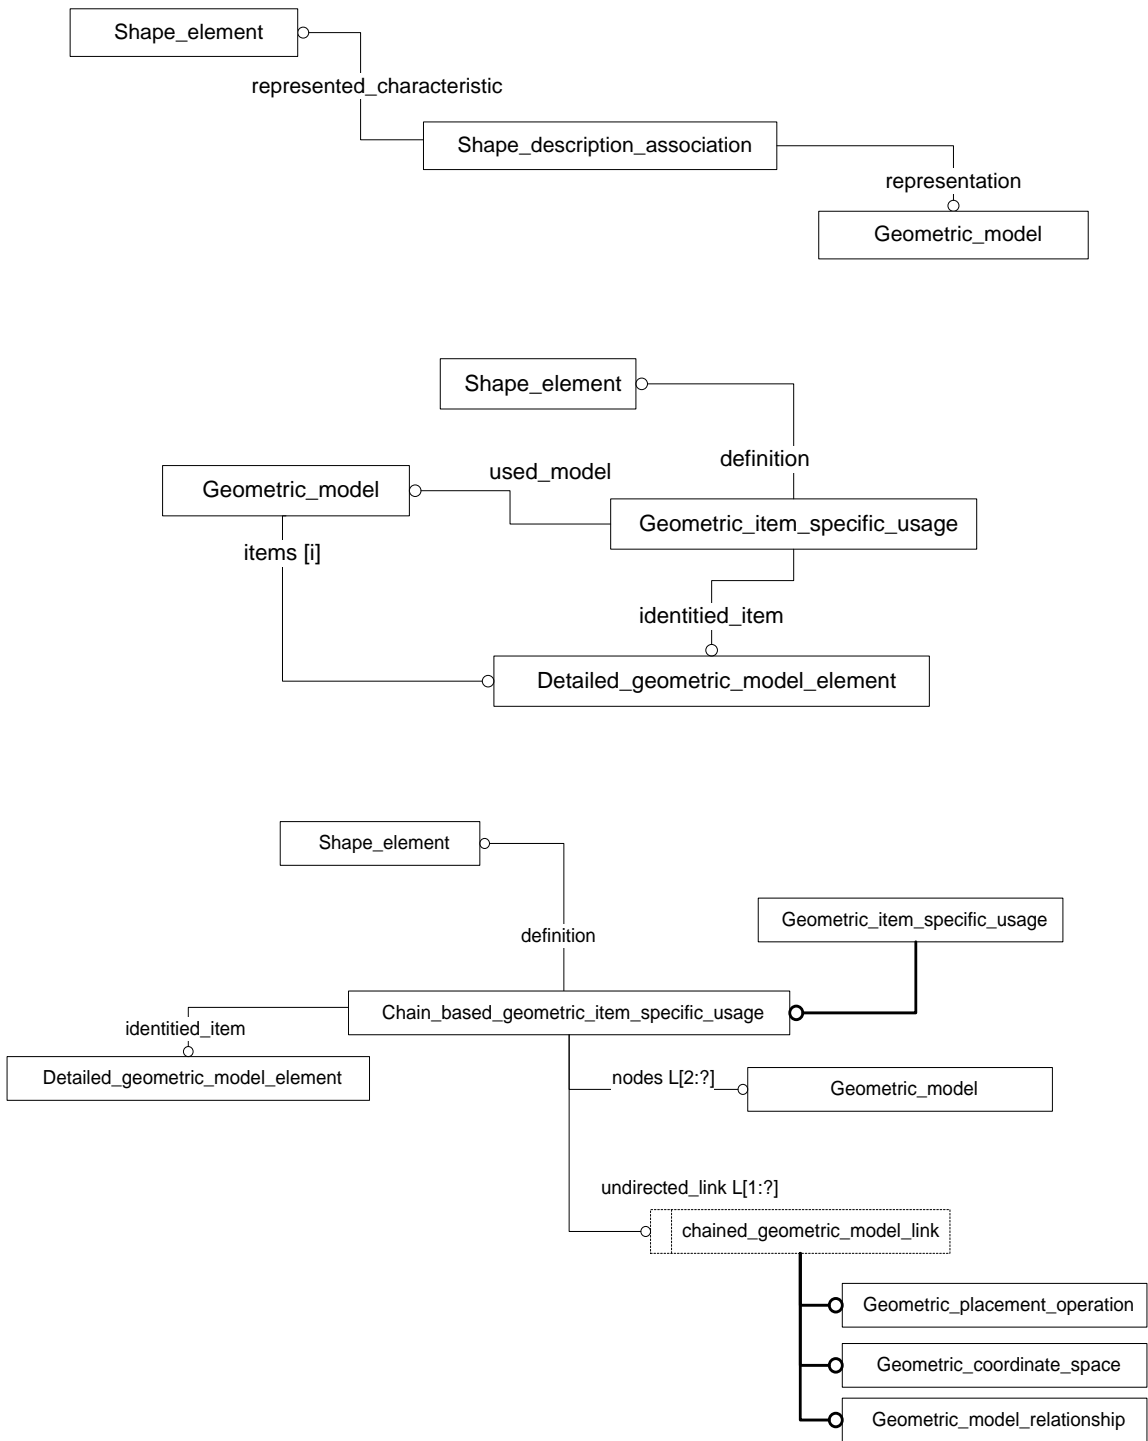 Shape_element
represented_characteristic
Shape_description_association
representation
Geometric_model
Shape_element
definition
used_model
Geometric_model
Geometric_item_specific_usage
items [i]
identitied_item
Detailed_geometric_model_element
Shape_element
Geometric_item_specific_usage
definition
Chain_based_geometric_item_specific_usage
identitied_item
Detailed_geometric_model_element
nodes L[2:?]
Geometric_model
undirected_link L[1:?]
chained_geometric_model_link
Geometric_placement_operation
Geometric_coordinate_space
Geometric_model_relationship